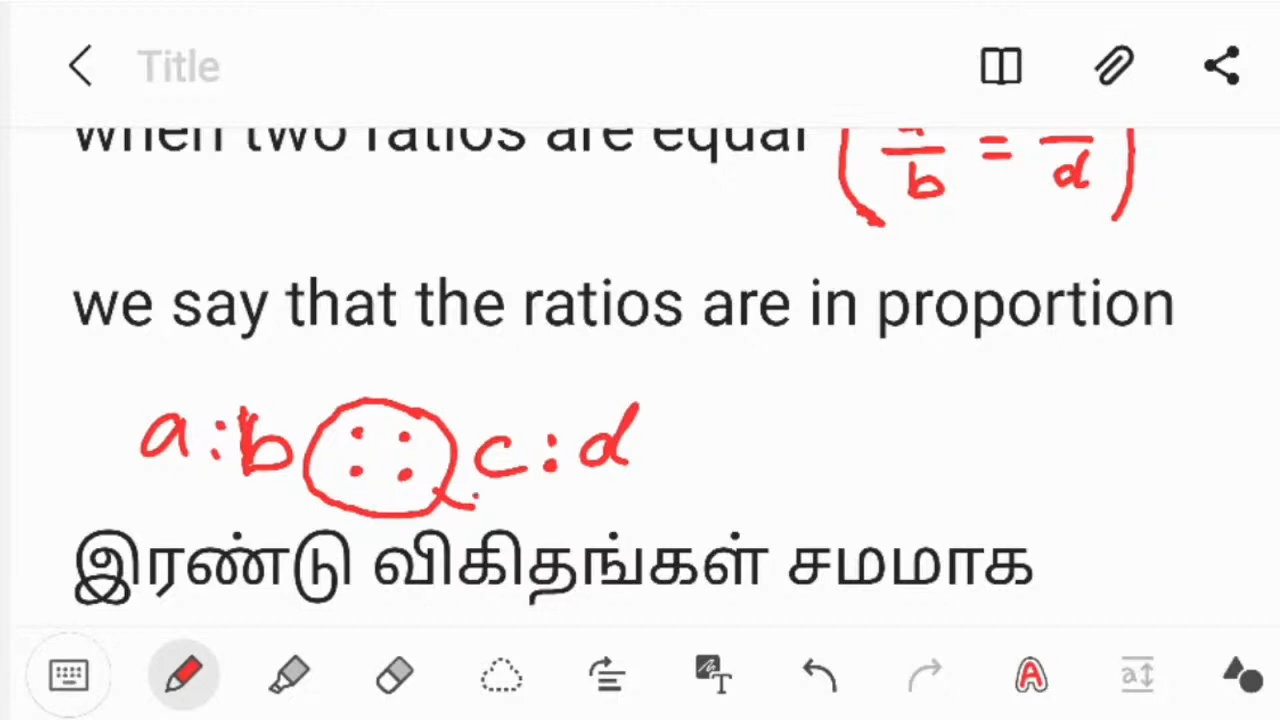 Title
when two ratios are equal ( a/b = /d )
we say that the ratios are in proportion
a:b :: c:d
இரண்டு விகிதங்கள் சமமாக